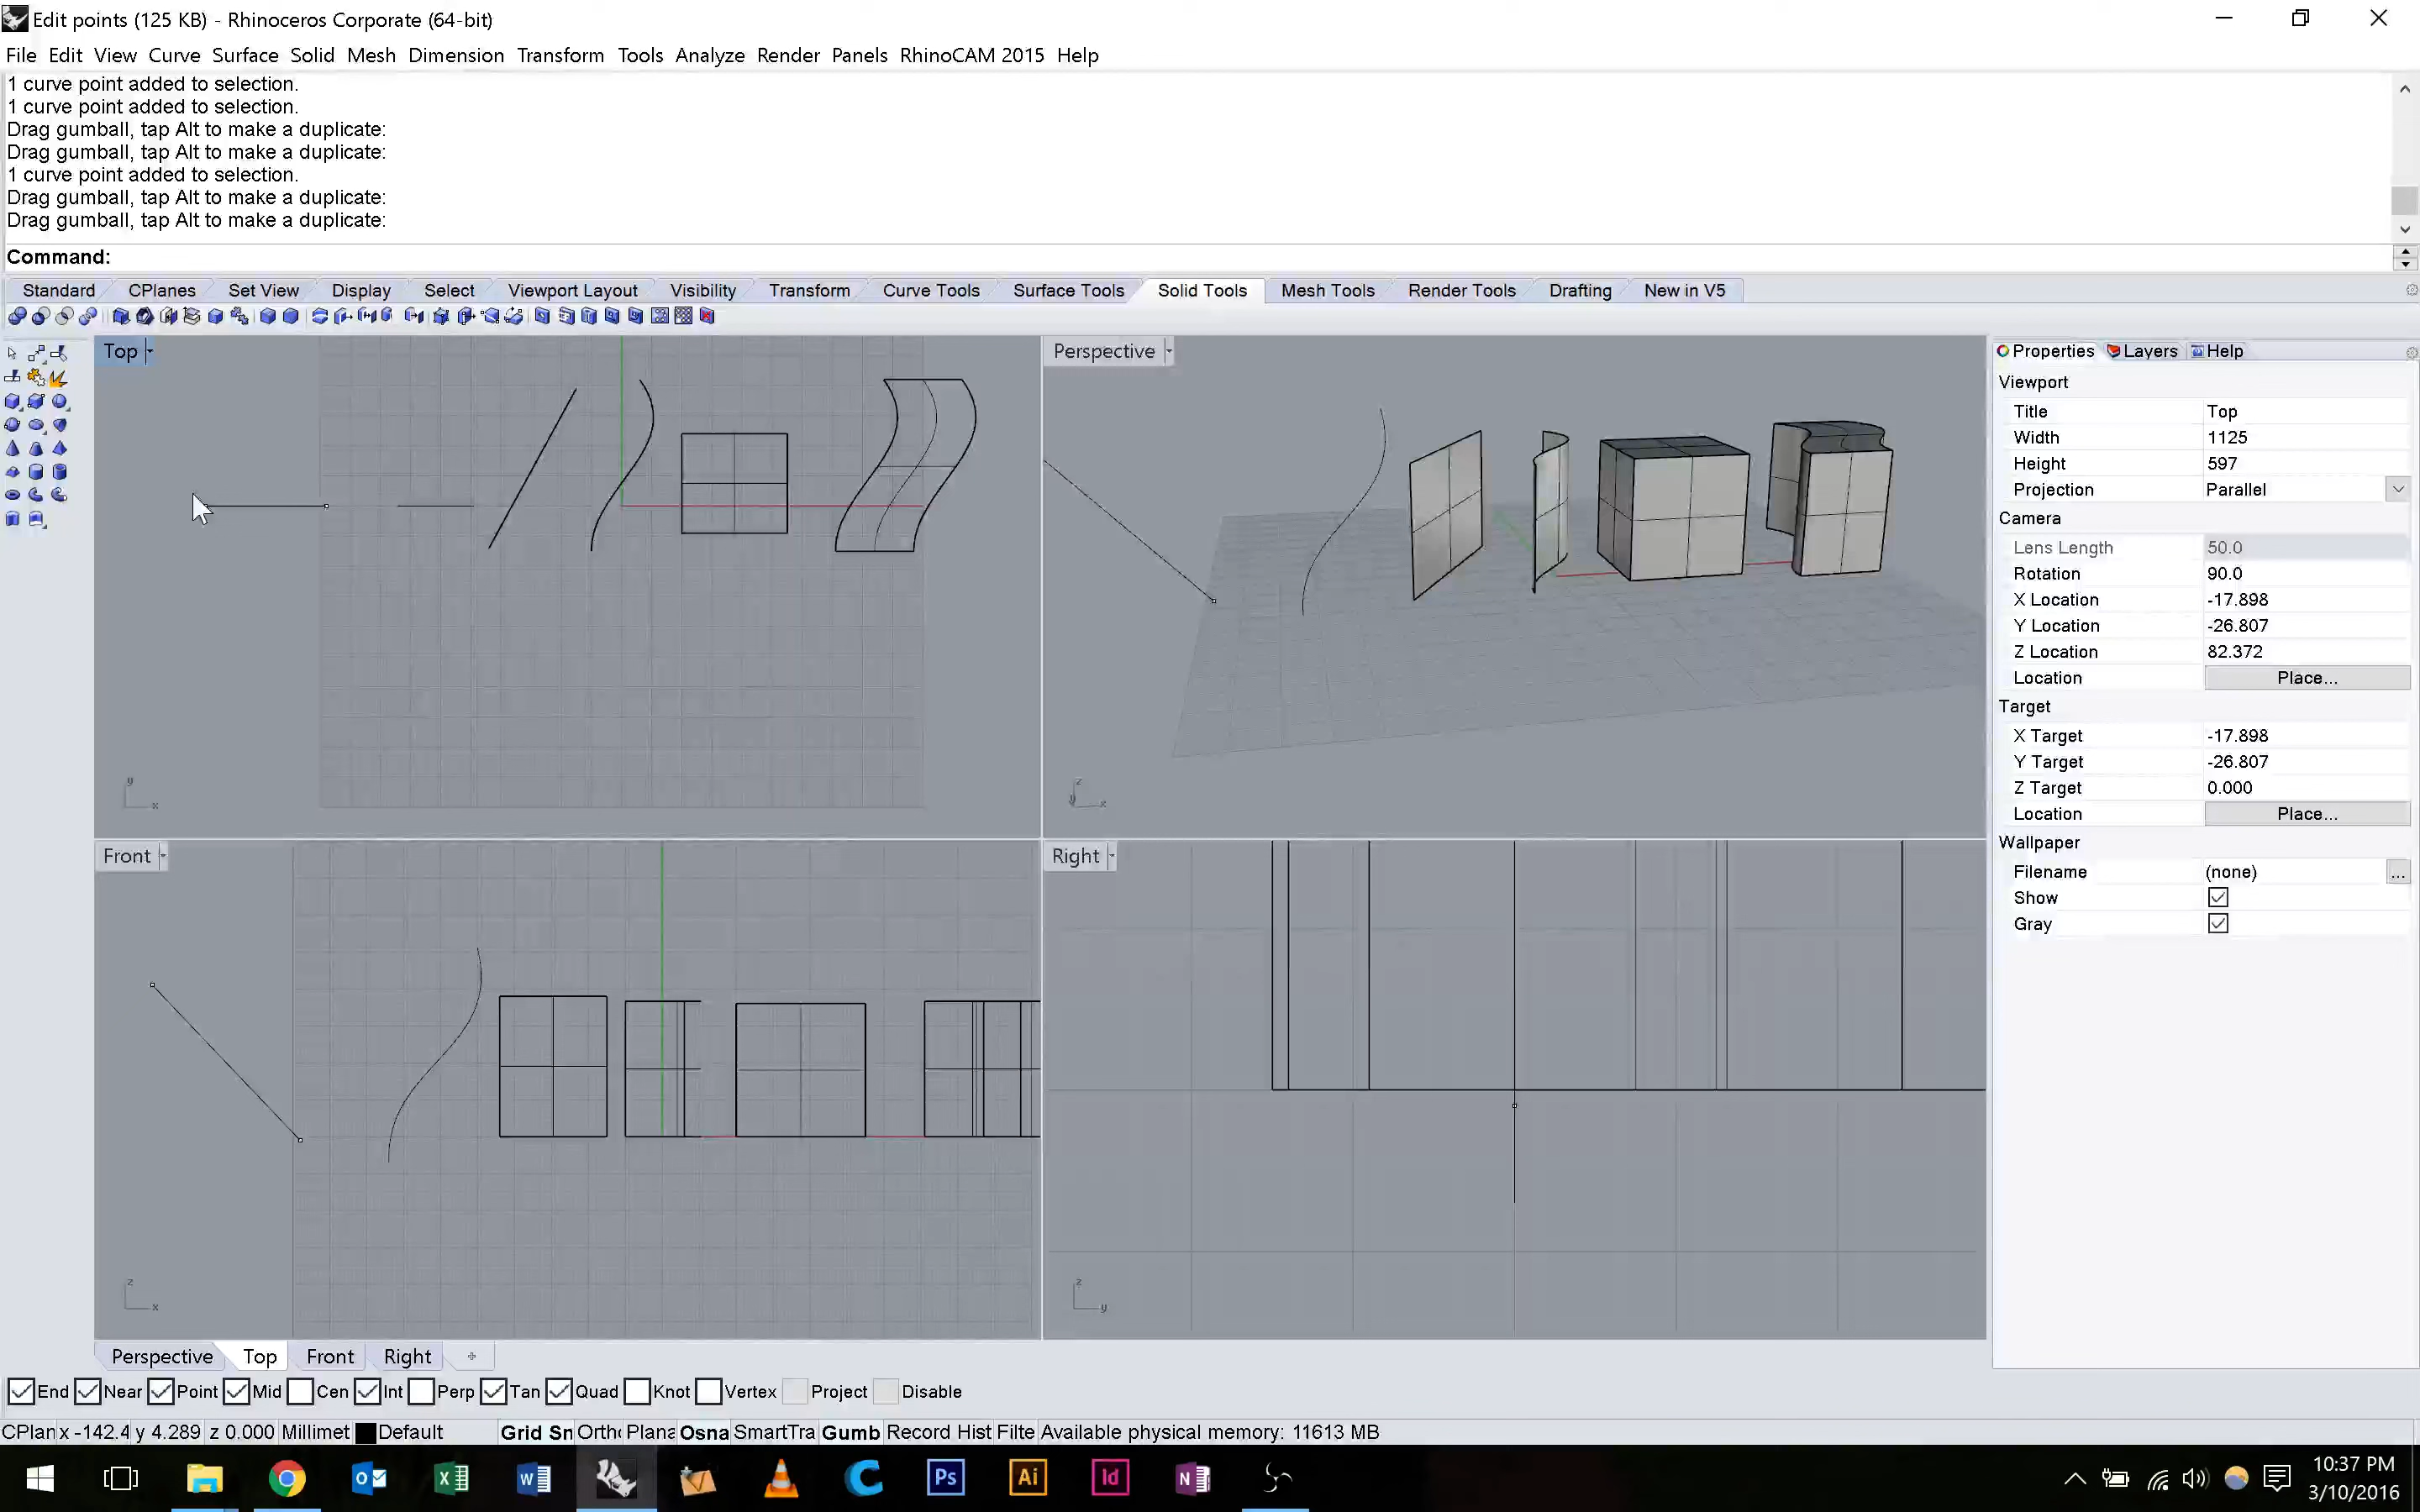 Edit points (125 KB) - Rhinoceros Corporate (64-bit)
File Edit View Curve Surface Solid Mesh Dimension Transform Tools Analyze Render Panels RhinoCAM 2015 Help
1 curve point added to selection.
1 curve point added to selection.
Drag gumball, tap Alt to make a duplicate:
Drag gumball, tap Alt to make a duplicate:
1 curve point added to selection.
Drag gumball, tap Alt to make a duplicate:
Drag gumball, tap Alt to make a duplicate:
Command:
Standard CPlanes Set View Display Select Viewport Layout Visibility Transform Curve Tools Surface Tools Solid Tools Mesh Tools Render Tools Drafting New in V5
Top
y
x
Perspective
z
y
x
Front
z
x
Right
z
y
Properties Layers Help
Viewport
Title Top
Width 1125
Height 597
Projection Parallel
Camera
Lens Length 50.0
Rotation 90.0
X Location -17.898
Y Location -26.807
Z Location 82.372
Location Place...
Target
X Target -17.898
Y Target -26.807
Z Target 0.000
Location Place...
Wallpaper
Filename (none) ...
Show
Gray
Perspective Top Front Right
End Near Point Mid Cen Int Perp Tan Quad Knot Vertex Project Disable
CPlan x -142.4 y 4.289 z 0.000 Millimet Default Grid Sn Orth Plana Osna SmartTra Gumb Record Hist Filte Available physical memory: 11613 MB
Ps Ai Id N
10:37 PM
3/10/2016